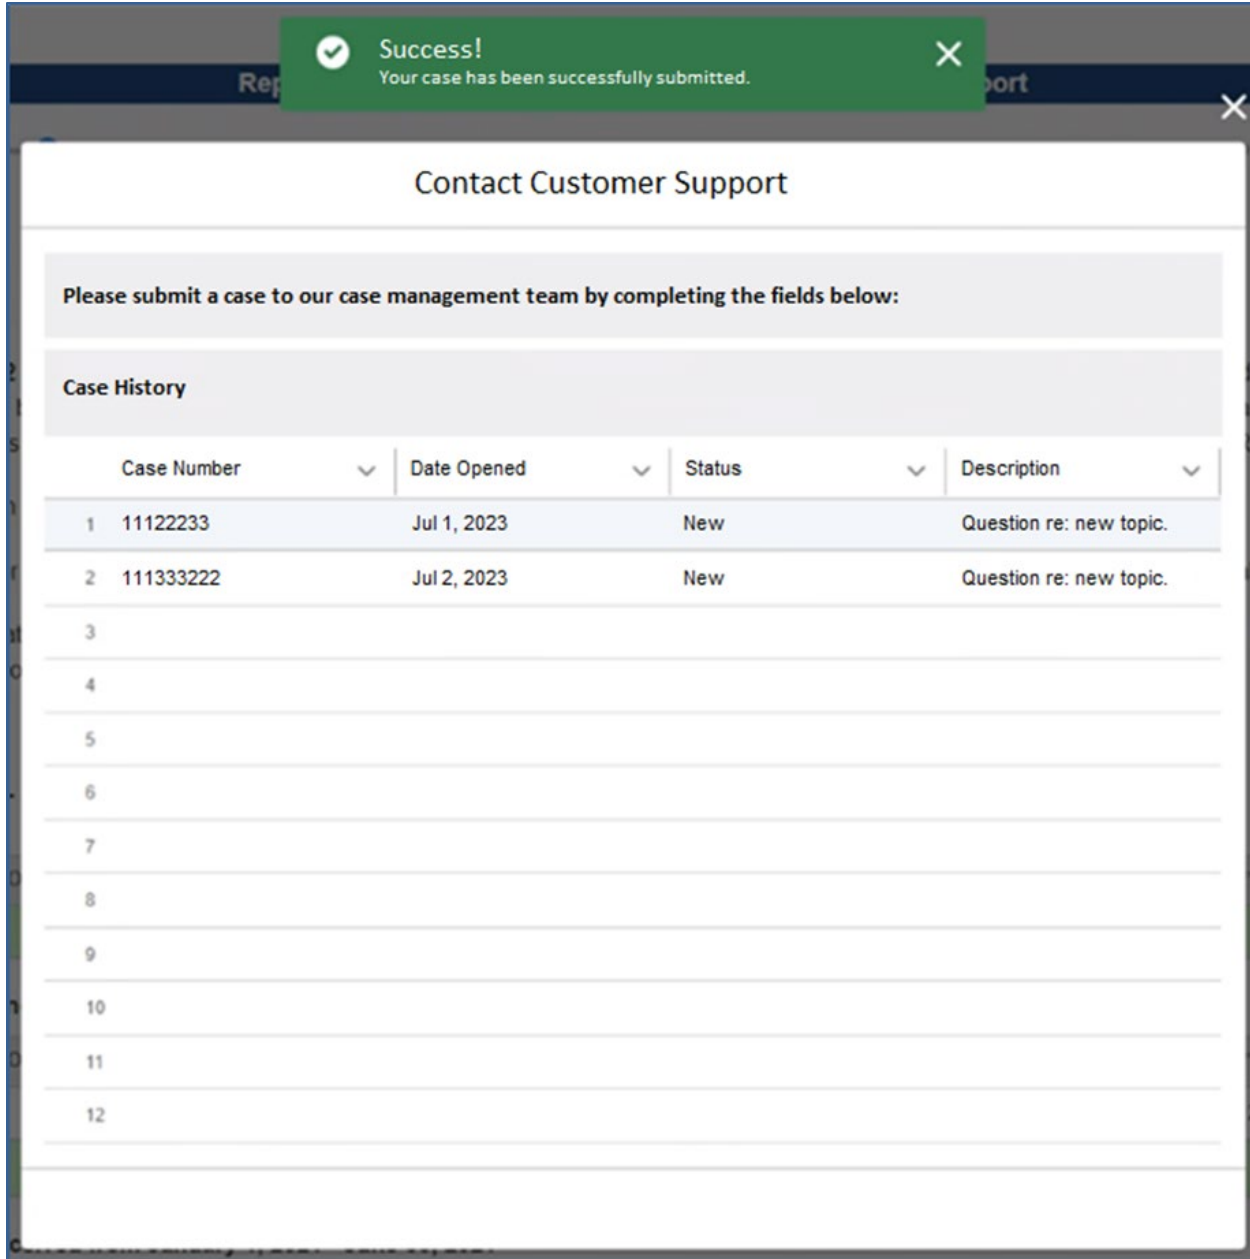 Success!
Your case has been successfully submitted.
Contact Customer Support
Please submit a case to our case management team by completing the fields below:
Case History
Case Number Date Opened Status Description
1 11122233 Jul 1, 2023 New Question re: new topic.
2 111333222 Jul 2, 2023 New Question re: new topic.
3
4
5
6
7
8
9
10
11
12